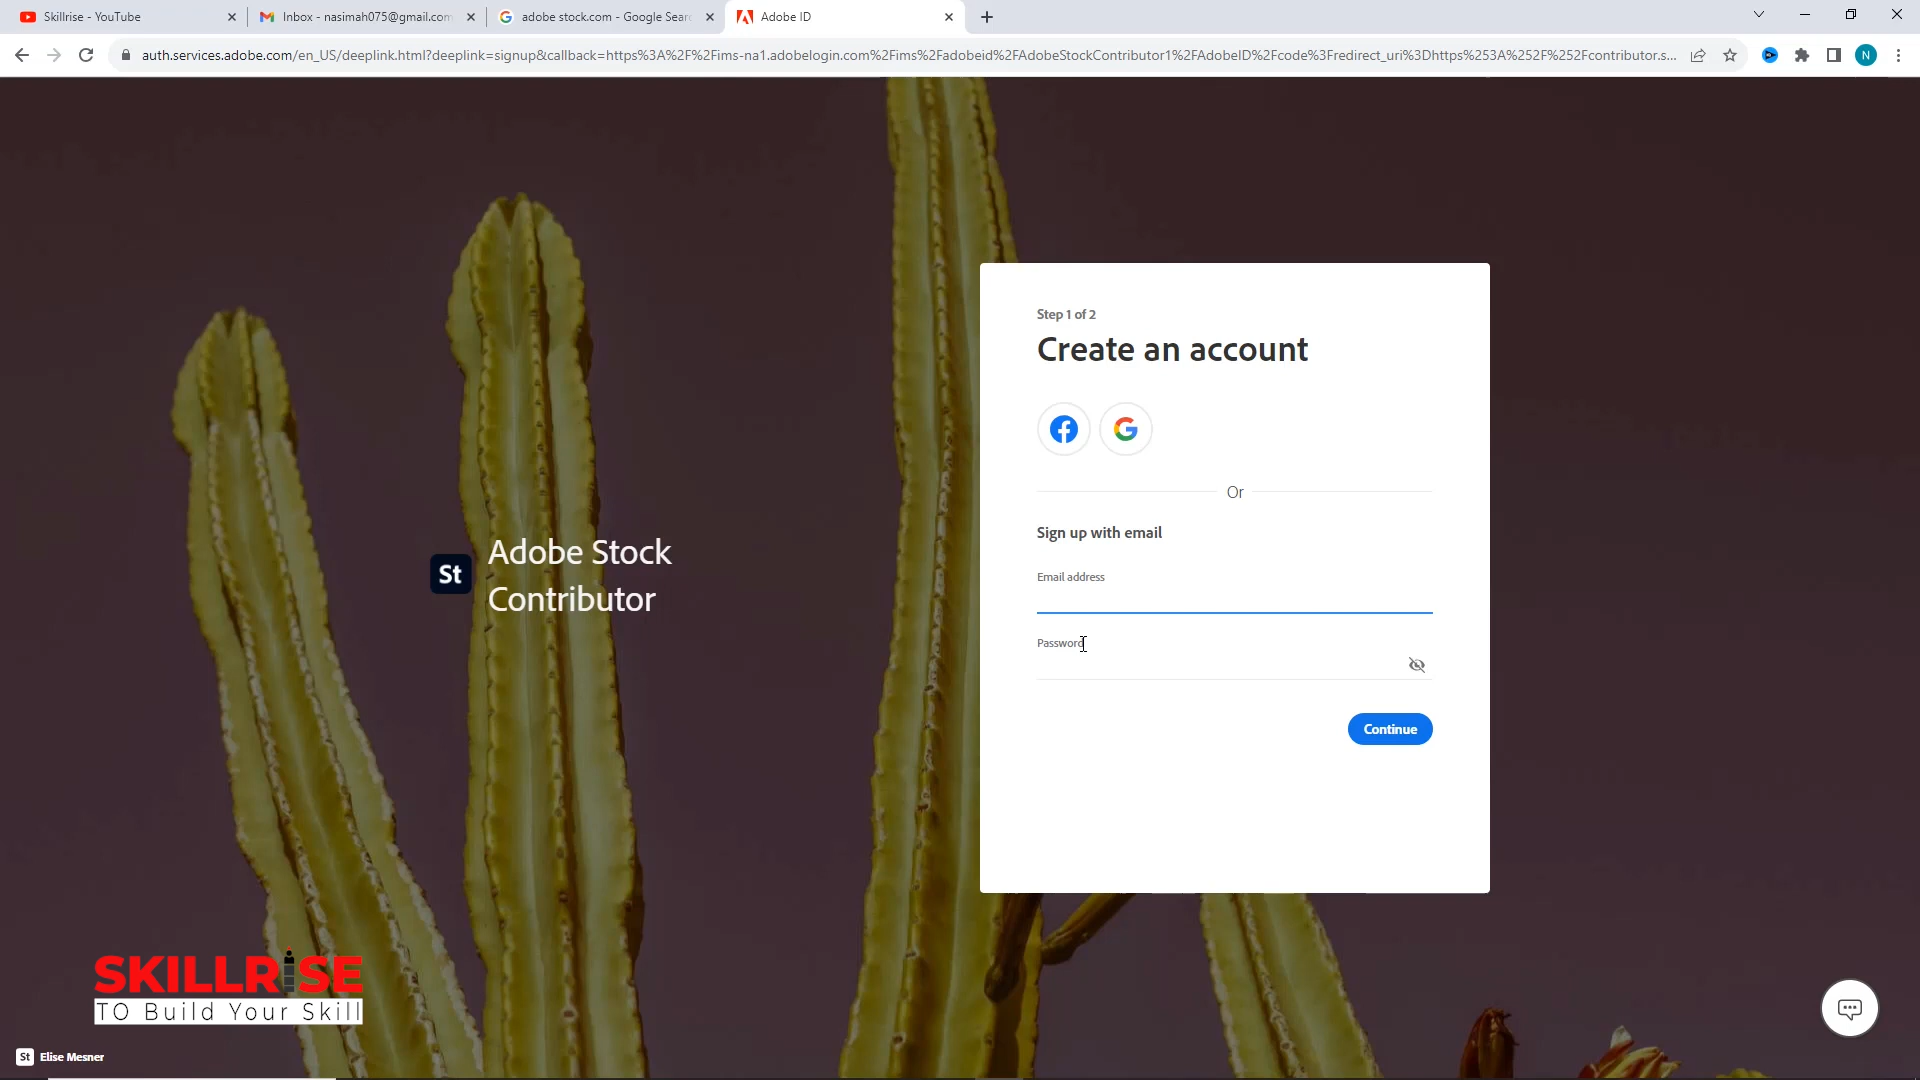 Skillrise - YouTube
Inbox - nasimah075@gmail.com
adobe stock.com - Google Sear
Adobe ID
auth.services.adobe.com/en_US/deeplink.html?deeplink=signup&callback=https%3A%2F%2Fims-na1.adobelogin.com%2Fims%2Fadobeid%2FAdobeStockContributor1%2FAdobeID%2Fcode%3Fredirect_uri%3Dhttps%253A%252F%252Fcontributor.s...
N
Step 1 of 2
Create an account
Or
Sign up with email
Email address
Password
Continue
St
Adobe Stock
Contributor
SKILLRISE
TO Build Your Skill
St Elise Mesner